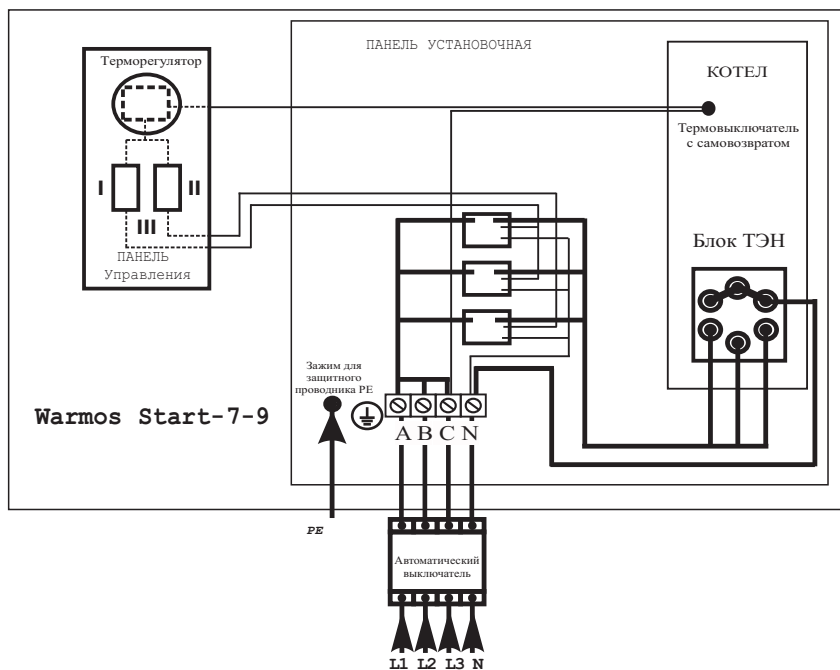 ПАНЕЛЬ УСТАНОВОЧНАЯ
Терморегулятор
КОТЕЛ
Термовыключатель
с самовозвратом
I
II
III
ПАНЕЛЬ
Управления
Блок ТЭН
Зажим для
защитного
проводника PE
Warmos Start-7-9
A B C N
PE
Автоматический
выключатель
L1 L2 L3 N